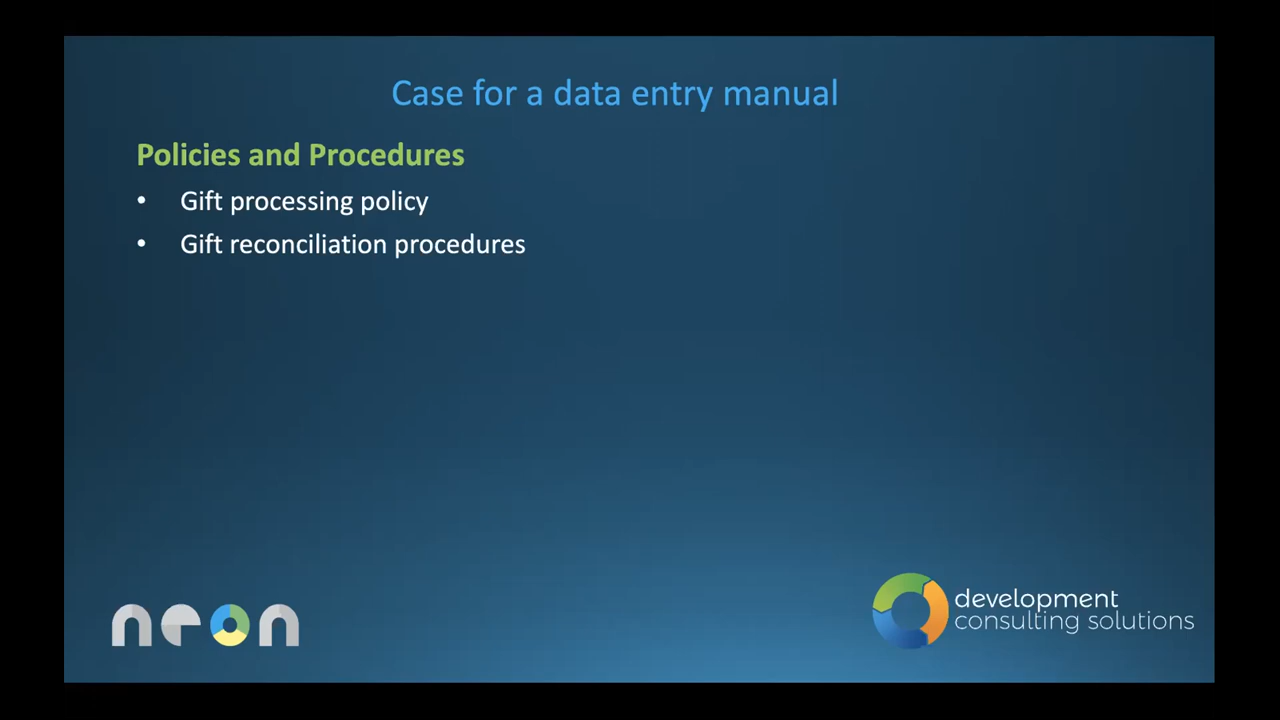 Case for a data entry manual
Policies and Procedures
• Gift processing policy
• Gift reconciliation procedures
neon
development
consulting solutions